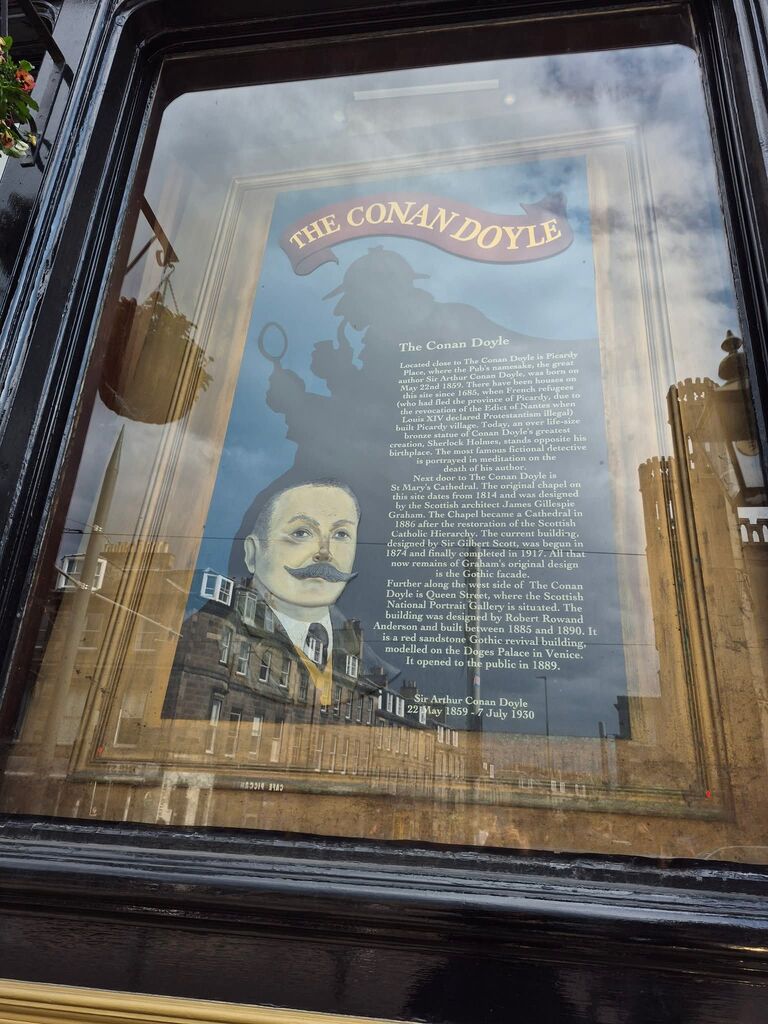 THE CONAN DOYLE
The Conan Doyle
Located close to The Conan Doyle is Picardy
Place, where the Pub's namesake, the great
author Sir Arthur Conan Doyle, was born on
May 22nd 1859. There have been houses on
this site since 1685, when French refugees
(who had fled the province of Picardy, due to
the revocation of the Edict of Nantes when
Louis XIV declared Protestantism illegal)
built Picardy village. Today, an over life-size
bronze statue of Conan Doyle's greatest
creation, Sherlock Holmes, stands opposite his
birthplace. The most famous fictional detective
is portrayed in meditation on the
death of his author.
Next door to The Conan Doyle is
St Mary's Cathedral. The original chapel on
this site dates from 1814 and was designed
by the Scottish architect James Gillespie
Graham. The Chapel became a Cathedral in
1886 after the restoration of the Scottish
Catholic Hierarchy. The current building,
designed by Sir Gilbert Scott, was begun in
1874 and finally completed in 1917. All that
now remains of Graham's original design
is the Gothic facade.
Further along the west side of The Conan
Doyle is Queen Street, where the Scottish
National Portrait Gallery is situated. The
building was designed by Robert Rowand
Anderson and built between 1885 and 1890. It
is a red sandstone Gothic revival building,
modelled on the Doges Palace in Venice.
It opened to the public in 1889.
Sir Arthur Conan Doyle
22 May 1859 - 7 July 1930